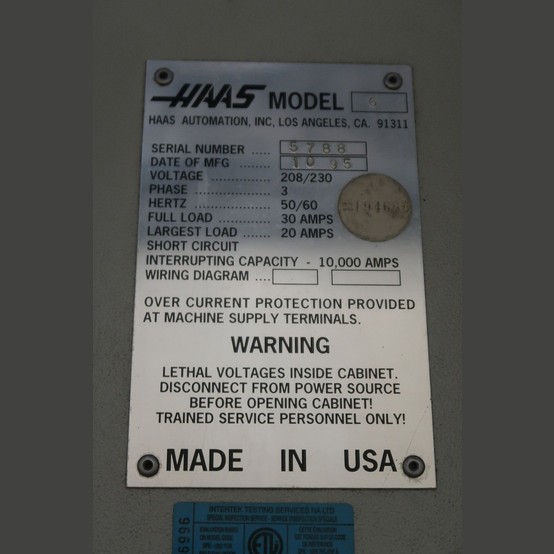 HAAS MODEL
HAAS AUTOMATION, INC, LOS ANGELES, CA. 91311
SERIAL NUMBER ..... 5788
DATE OF MFG ....... 10 95
VOLTAGE ............... 208/230
PHASE .................. 3
HERTZ .................. 50/60
FULL LOAD ........... 30 AMPS
LARGEST LOAD ..... 20 AMPS
SHORT CIRCUIT
INTERRUPTING CAPACITY - 10,000 AMPS
WIRING DIAGRAM ....
OVER CURRENT PROTECTION PROVIDED
AT MACHINE SUPPLY TERMINALS.
WARNING
LETHAL VOLTAGES INSIDE CABINET.
DISCONNECT FROM POWER SOURCE
BEFORE OPENING CABINET!
TRAINED SERVICE PERSONNEL ONLY!
MADE IN USA
INTERTEK TESTING SERVICES NA LTD
ETL